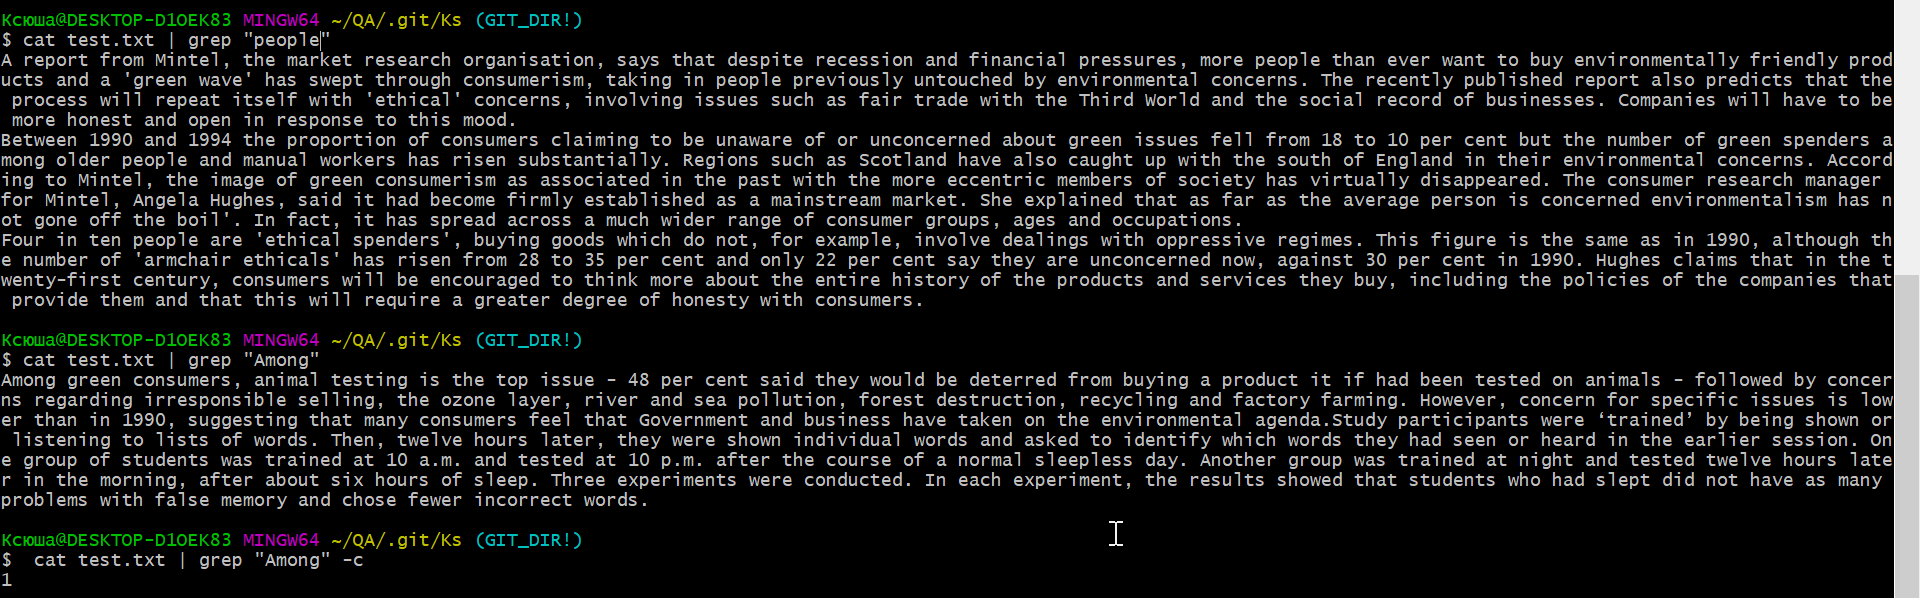 Ксюша@DESKTOP-D1OEK83 MINGW64 ~/QA/.git/Ks (GIT_DIR!)
$ cat test.txt | grep "people"
A report from Mintel, the market research organisation, says that despite recession and financial pressures, more people than ever want to buy environmentally friendly prod
ucts and a 'green wave' has swept through consumerism, taking in people previously untouched by environmental concerns. The recently published report also predicts that the
 process will repeat itself with 'ethical' concerns, involving issues such as fair trade with the Third World and the social record of businesses. Companies will have to be
 more honest and open in response to this mood.
Between 1990 and 1994 the proportion of consumers claiming to be unaware of or unconcerned about green issues fell from 18 to 10 per cent but the number of green spenders a
mong older people and manual workers has risen substantially. Regions such as Scotland have also caught up with the south of England in their environmental concerns. Accord
ing to Mintel, the image of green consumerism as associated in the past with the more eccentric members of society has virtually disappeared. The consumer research manager
for Mintel, Angela Hughes, said it had become firmly established as a mainstream market. She explained that as far as the average person is concerned environmentalism has n
ot gone off the boil'. In fact, it has spread across a much wider range of consumer groups, ages and occupations.
Four in ten people are 'ethical spenders', buying goods which do not, for example, involve dealings with oppressive regimes. This figure is the same as in 1990, although th
e number of 'armchair ethicals' has risen from 28 to 35 per cent and only 22 per cent say they are unconcerned now, against 30 per cent in 1990. Hughes claims that in the t
wenty-first century, consumers will be encouraged to think more about the entire history of the products and services they buy, including the policies of the companies that
 provide them and that this will require a greater degree of honesty with consumers.
Ксюша@DESKTOP-D1OEK83 MINGW64 ~/QA/.git/Ks (GIT_DIR!)
$ cat test.txt | grep "Among"
Among green consumers, animal testing is the top issue - 48 per cent said they would be deterred from buying a product it if had been tested on animals - followed by concer
ns regarding irresponsible selling, the ozone layer, river and sea pollution, forest destruction, recycling and factory farming. However, concern for specific issues is low
er than in 1990, suggesting that many consumers feel that Government and business have taken on the environmental agenda.Study participants were ‘trained’ by being shown or
 listening to lists of words. Then, twelve hours later, they were shown individual words and asked to identify which words they had seen or heard in the earlier session. On
e group of students was trained at 10 a.m. and tested at 10 p.m. after the course of a normal sleepless day. Another group was trained at night and tested twelve hours late
r in the morning, after about six hours of sleep. Three experiments were conducted. In each experiment, the results showed that students who had slept did not have as many
problems with false memory and chose fewer incorrect words.
Ксюша@DESKTOP-D1OEK83 MINGW64 ~/QA/.git/Ks (GIT_DIR!)
$  cat test.txt | grep "Among" -c
1